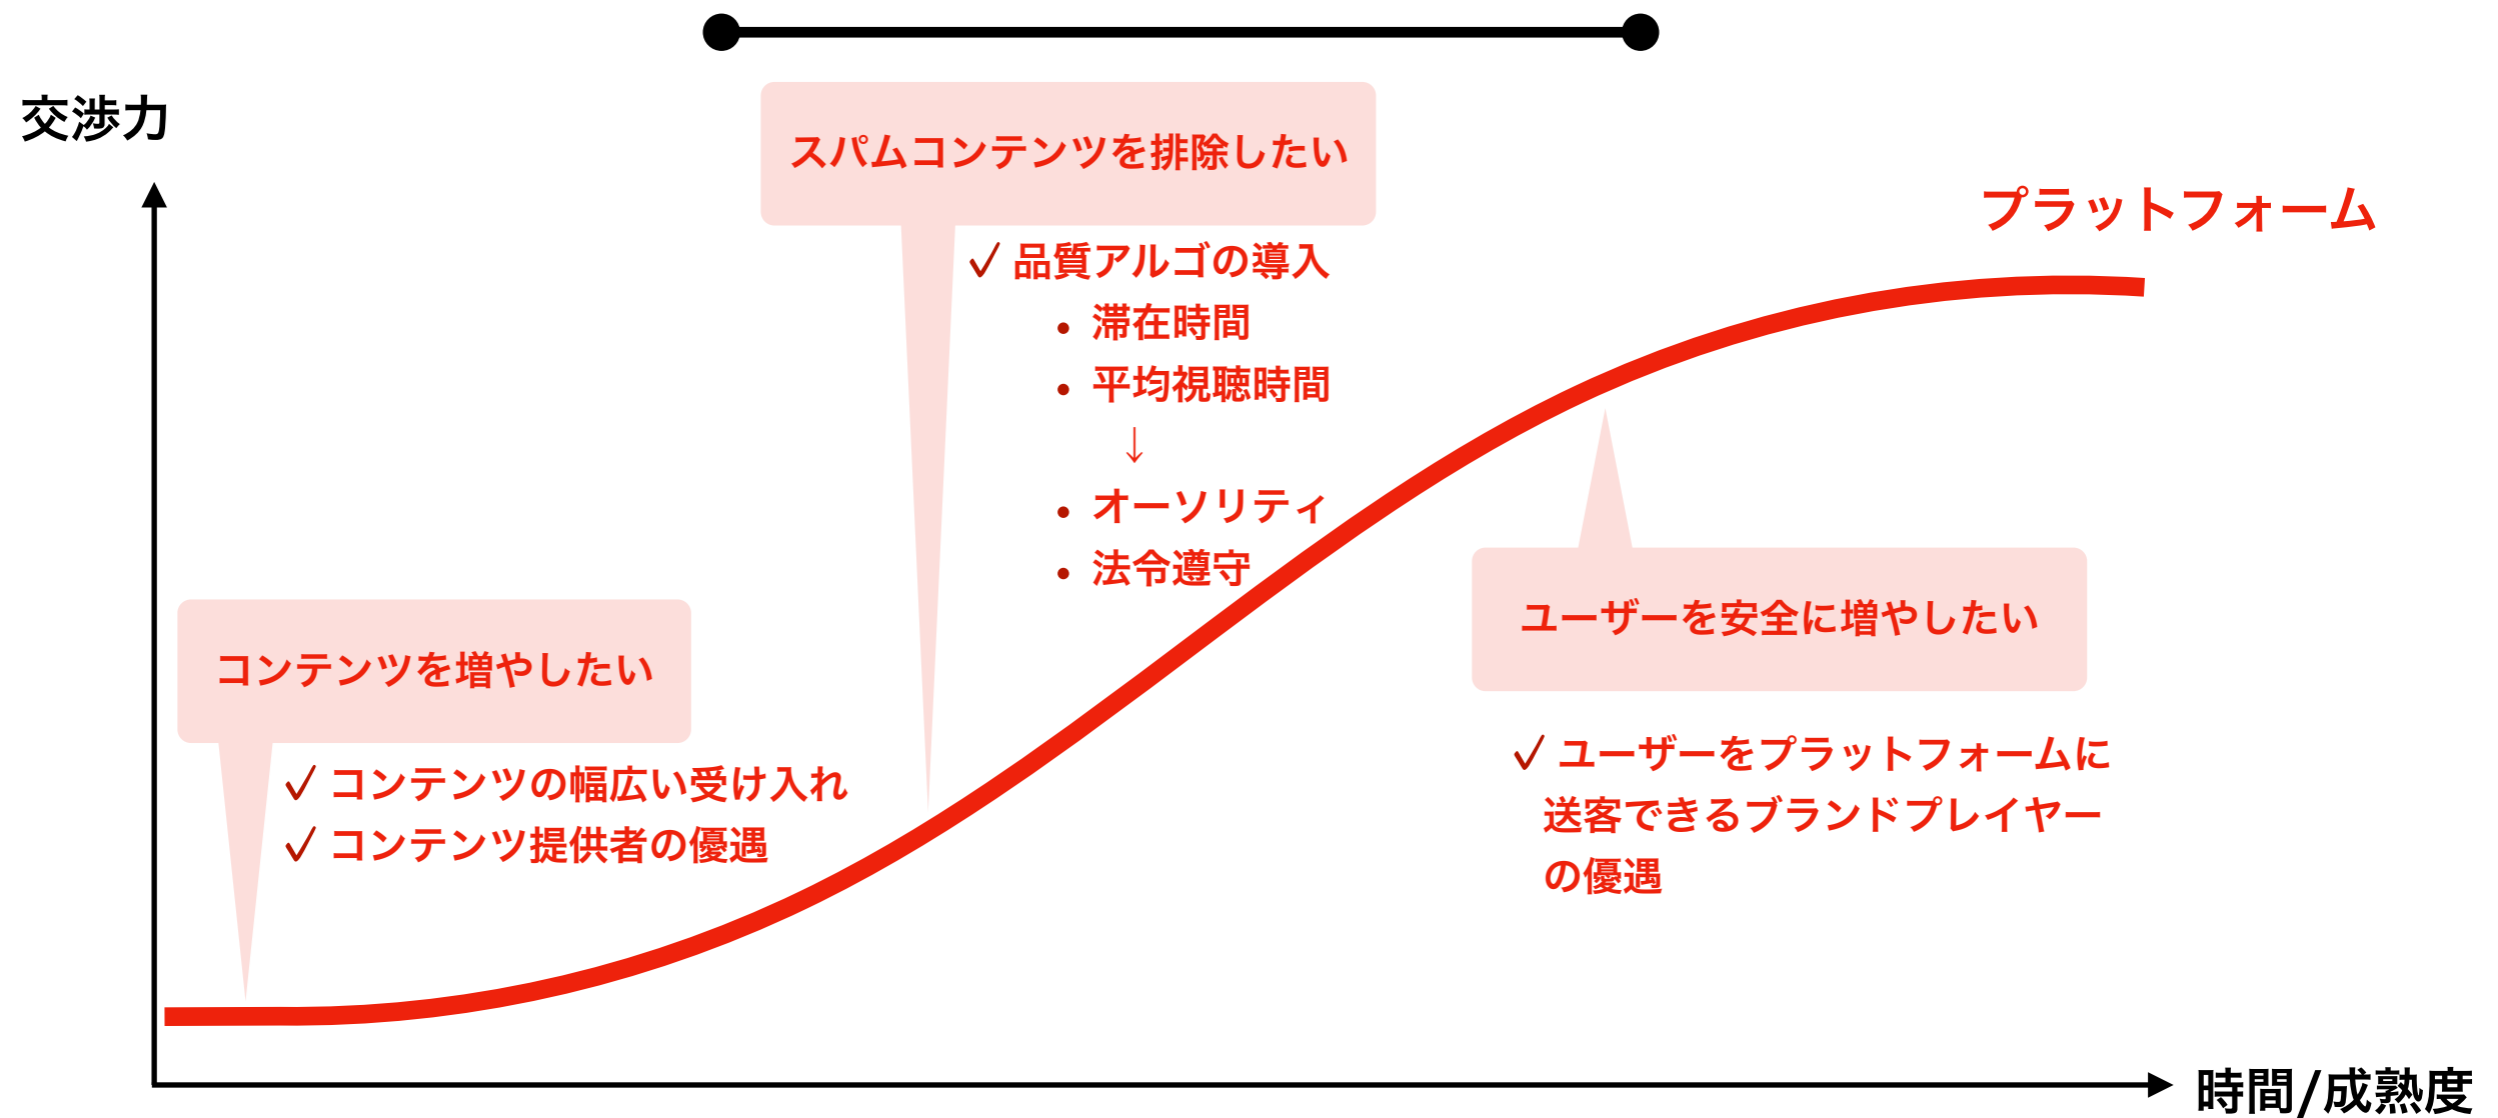 交渉力
スパムコンテンツを排除したい
プラットフォーム
✓ 品質アルゴの導入
• 滞在時間
• 平均視聴時間
↓
• オーソリティ
• 法令遵守
コンテンツを増やしたい
✓ コンテンツの幅広い受け入れ
✓ コンテンツ提供者の優遇
ユーザーを安全に増やしたい
✓ ユーザーをプラットフォームに
送客できるブランドプレイヤー
の優遇
時間/成熟度